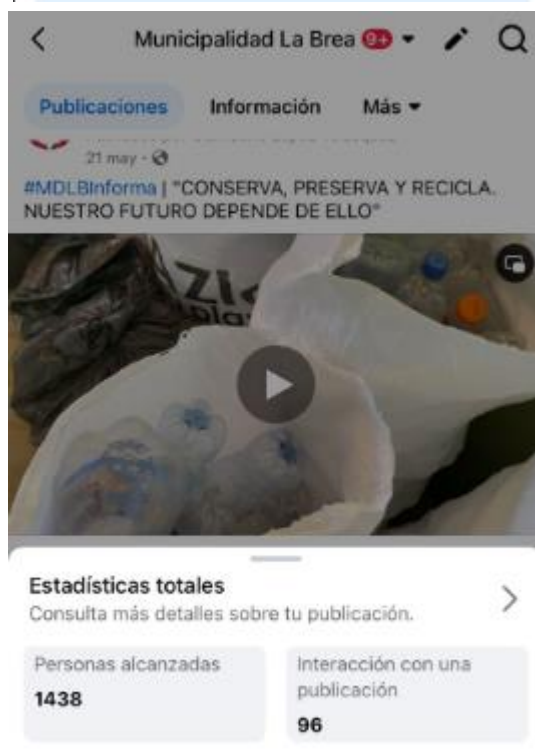 Municipalidad La Brea 9+
Publicaciones Información Más
21 may
#MDLBInforma | "CONSERVA, PRESERVA Y RECICLA.
NUESTRO FUTURO DEPENDE DE ELLO"
Estadísticas totales
Consulta más detalles sobre tu publicación.
Personas alcanzadas
1438
Interacción con una
publicación
96